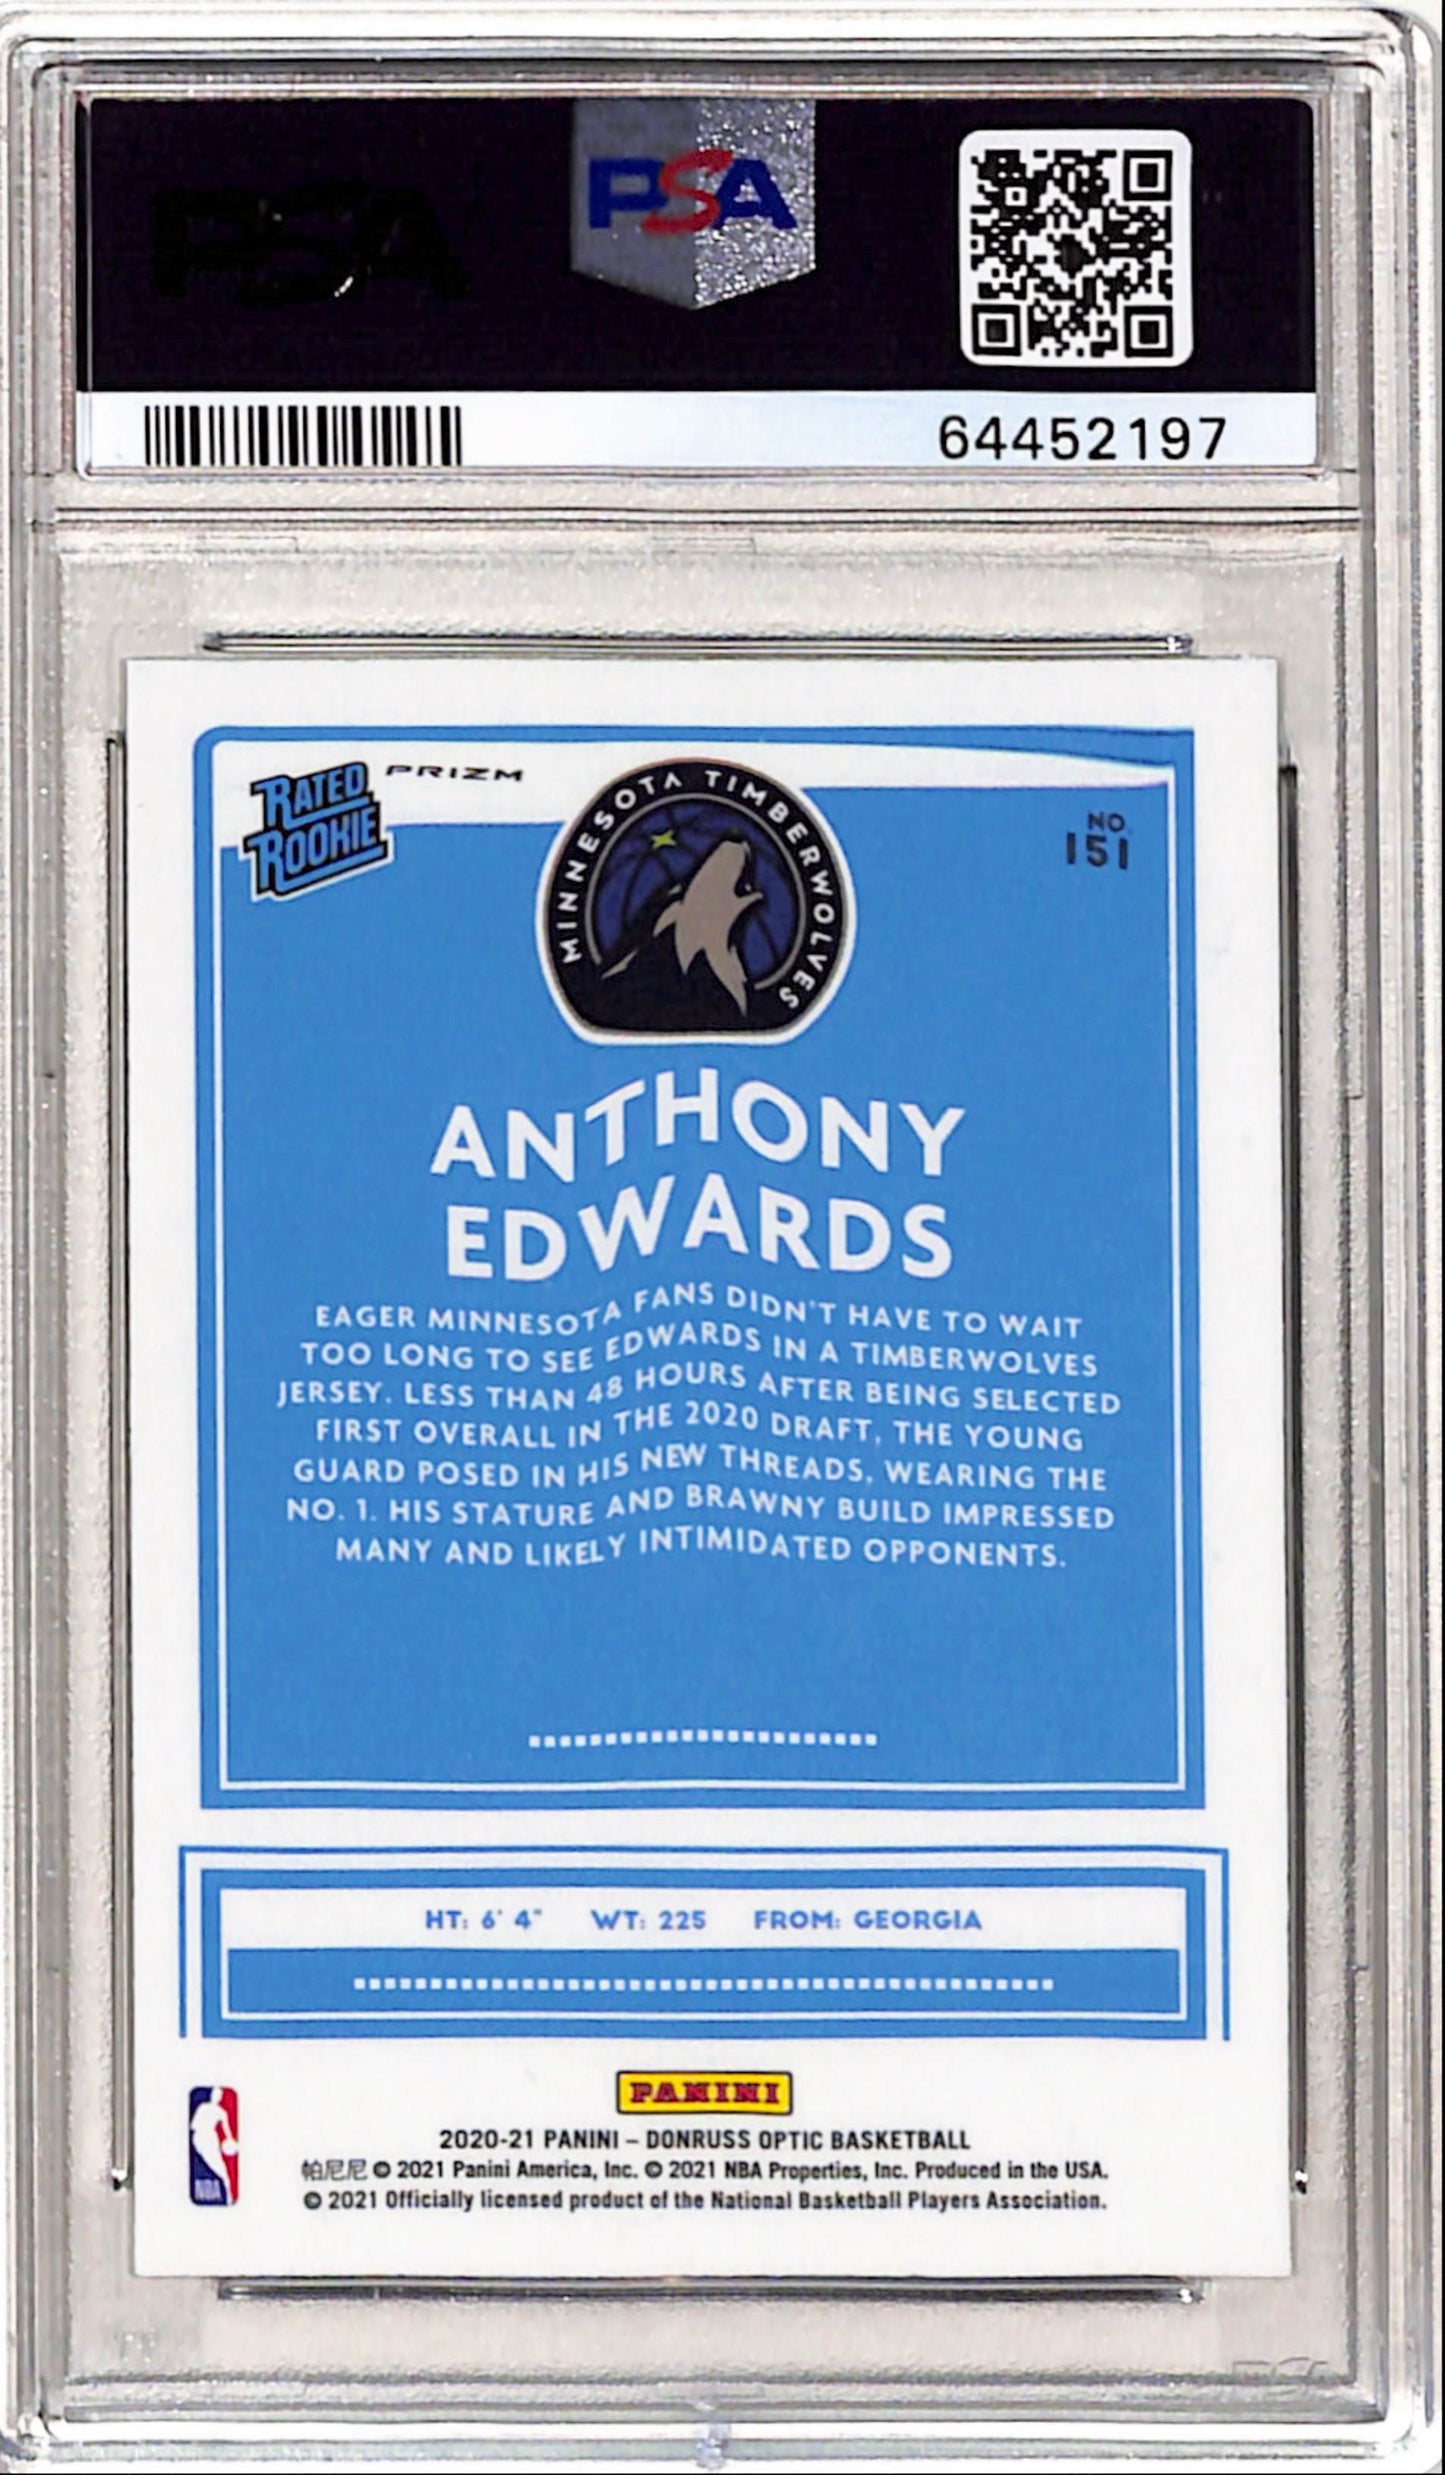 PSA
PSA
64452197
RATED
ROOKIE
PRIZM
MINNESOTA TIMBERWOLVES
NO.
151
ANTHONY
EDWARDS
EAGER MINNESOTA FANS DIDN'T HAVE TO WAIT
TOO LONG TO SEE EDWARDS IN A TIMBERWOLVES
JERSEY. LESS THAN 48 HOURS AFTER BEING SELECTED
FIRST OVERALL IN THE 2020 DRAFT, THE YOUNG
GUARD POSED IN HIS NEW THREADS, WEARING THE
NO. 1. HIS STATURE AND BRAWNY BUILD IMPRESSED
MANY AND LIKELY INTIMIDATED OPPONENTS.
HT: 6' 4" WT: 225 FROM: GEORGIA
PANINI
2020-21 PANINI – DONRUSS OPTIC BASKETBALL
帕尼尼 © 2021 Panini America, Inc. © 2021 NBA Properties, Inc. Produced in the USA.
© 2021 Officially licensed product of the National Basketball Players Association.
NBA